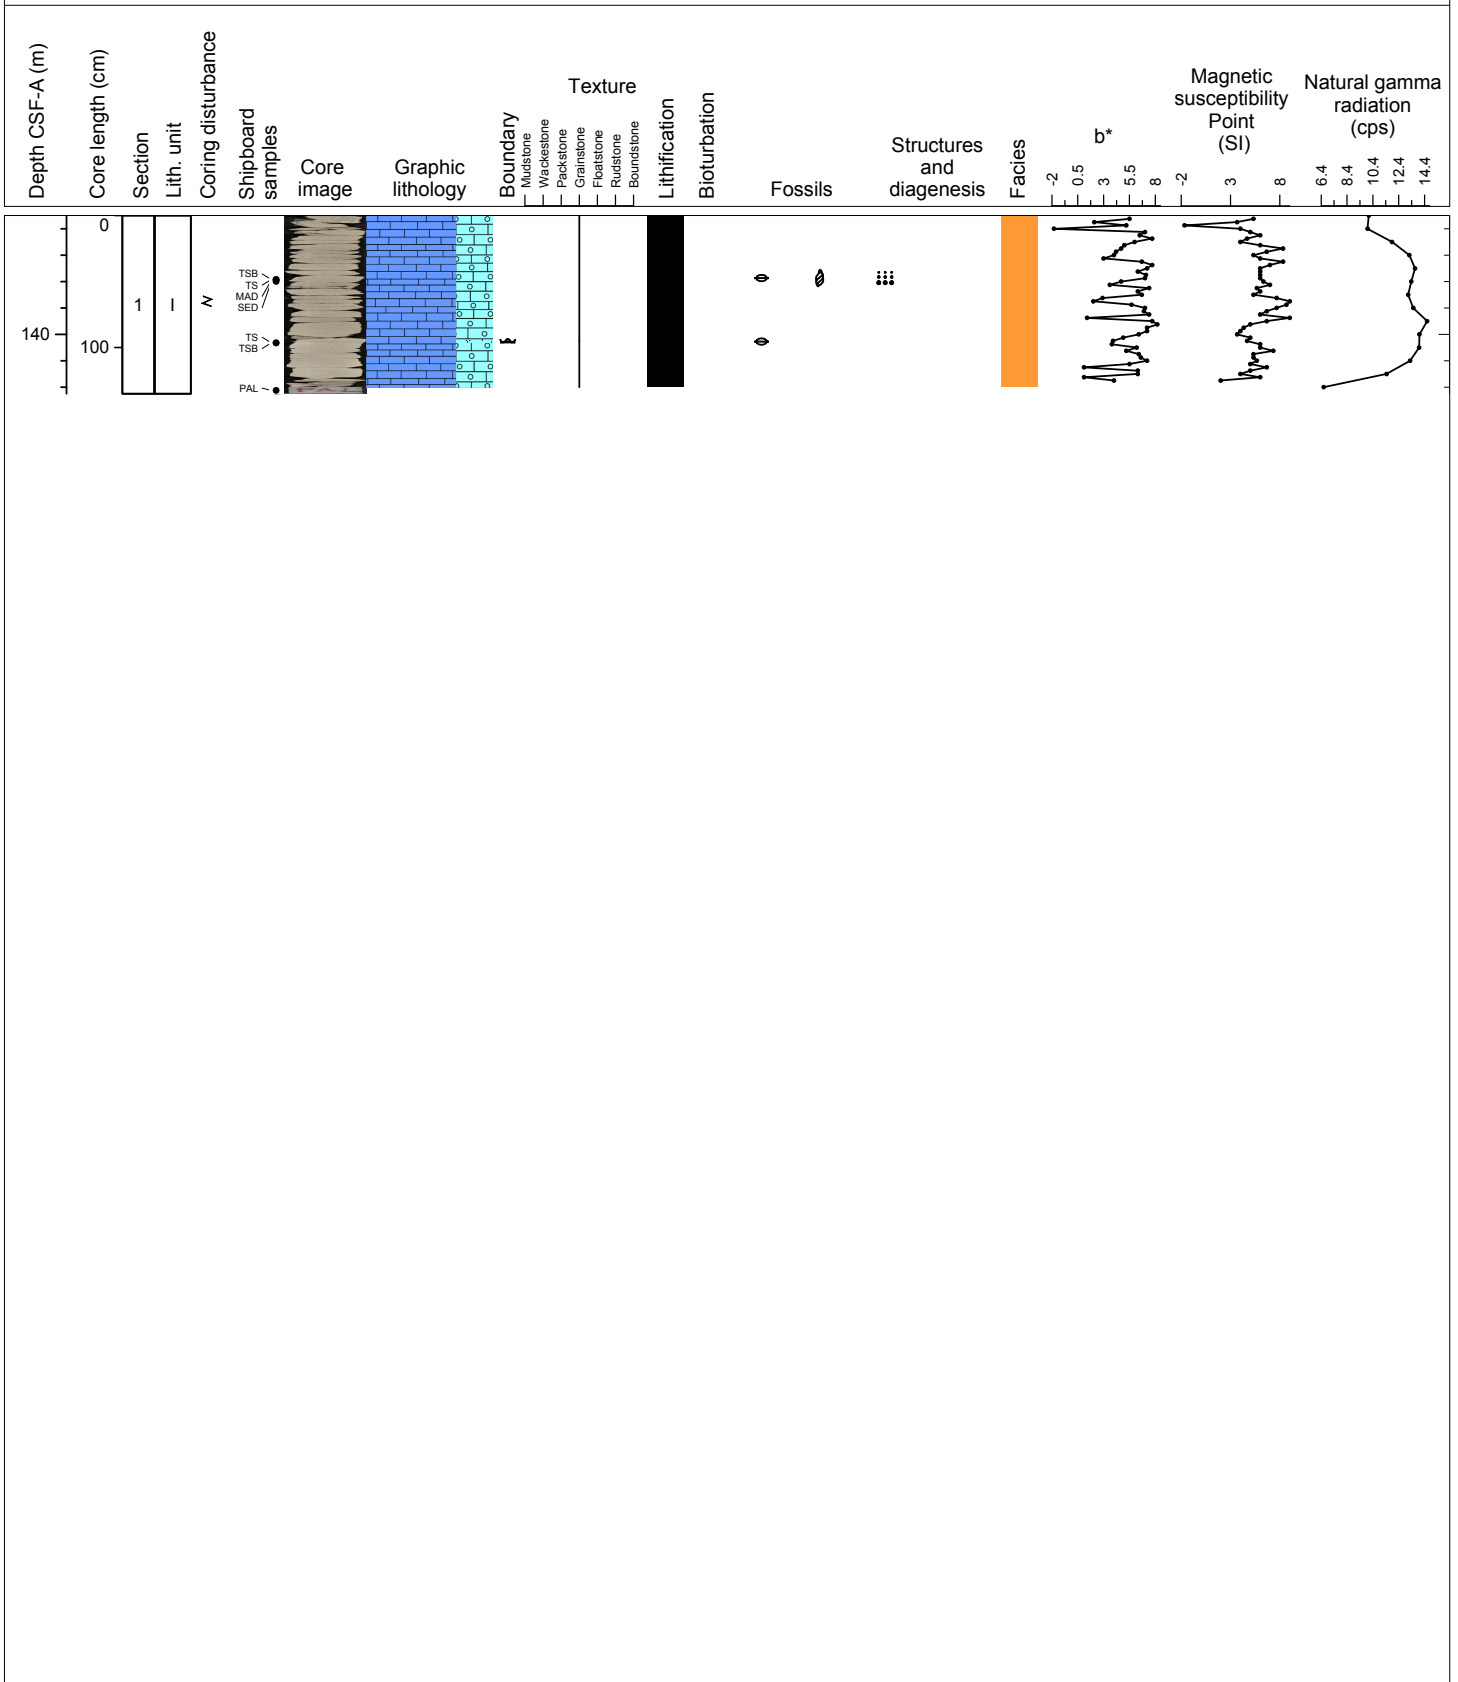 Depth CSF-A (m)
Core length (cm)
Section
Lith. unit
Coring disturbance
Shipboard
samples
Core
image
Graphic
lithology
Boundary
Texture
Mudstone
Wackestone
Packstone
Grainstone
Floatstone
Rudstone
Boundstone
Lithification
Bioturbation
Fossils
Structures
and
diagenesis
Facies
b*
-2 0.5 3 5.5 8
Magnetic
susceptibility
Point
(SI)
-2 3 8
Natural gamma
radiation
(cps)
6.4 8.4 10.4 12.4 14.4
0
TSB
TS
MAD
SED
1 I
140
100
TS
TSB
PAL